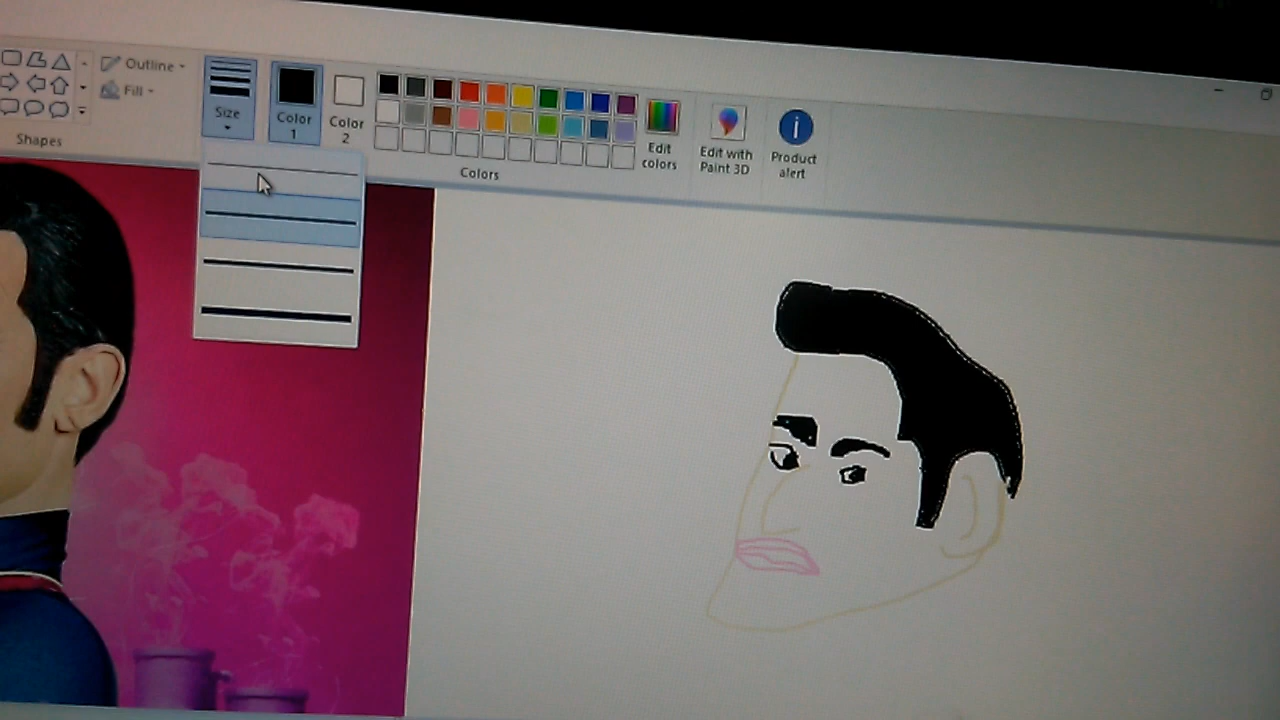 Outline
Fill
Shapes
Size
Color
1
Color
2
Edit
colors
Colors
Edit with
Paint 3D
i
Product
alert